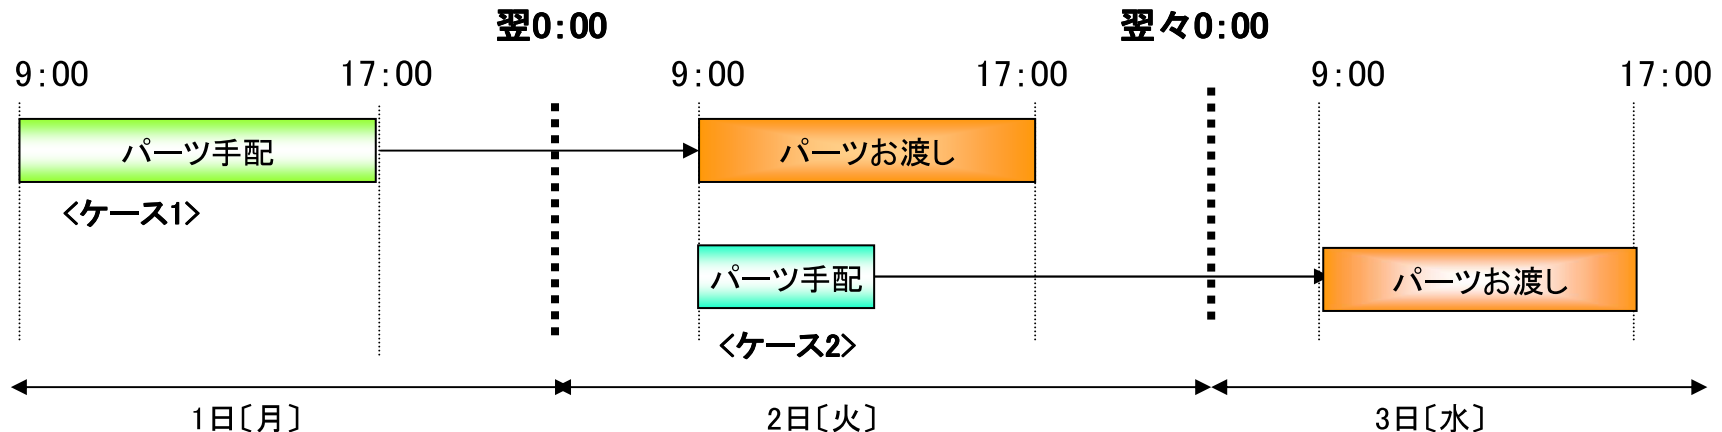 翌0:00 翌々0:00
9:00 17:00 9:00 17:00 9:00 17:00
パーツ手配 パーツお渡し
<ケース1>
パーツ手配 パーツお渡し
<ケース2>
1日〔月〕 2日〔火〕 3日〔水〕